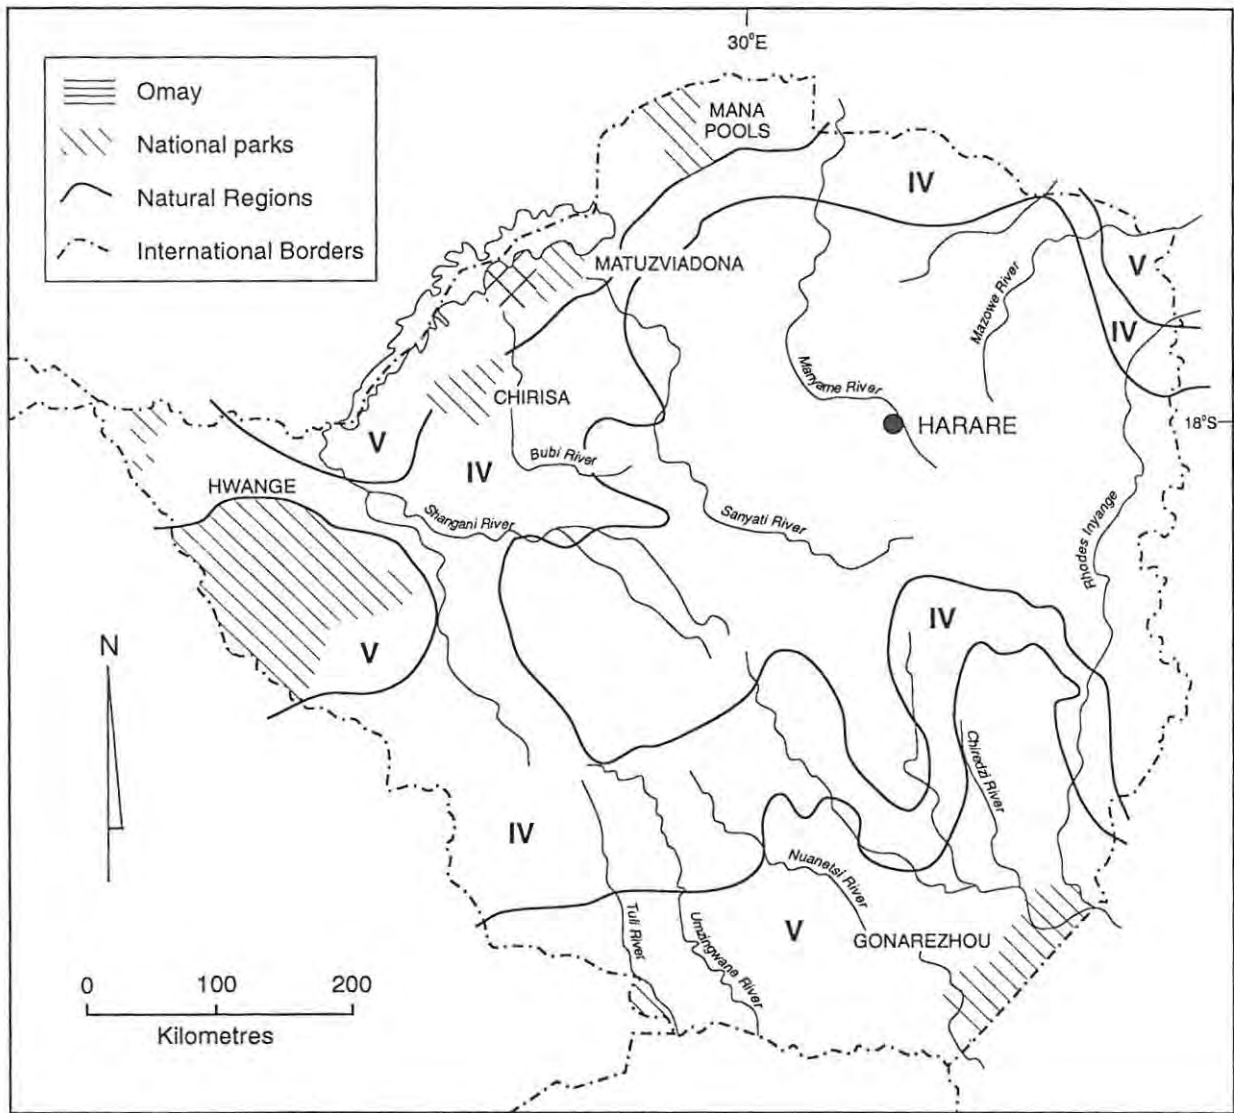 30°E
Omay
National parks
Natural Regions
International Borders
MANA
POOLS
IV
MATUZVIADONA
Mazowe River
V
IV
Manyame River
CHIRISA
HARARE
18°S
V
Bubi River
IV
HWANGE
Shangani River
Sanyati River
Rhodes Inyange
IV
N
V
Chiredzi River
IV
Nuanetsi River
Tuli River
Umzingwane River
V
GONAREZHOU
0 100 200
Kilometres